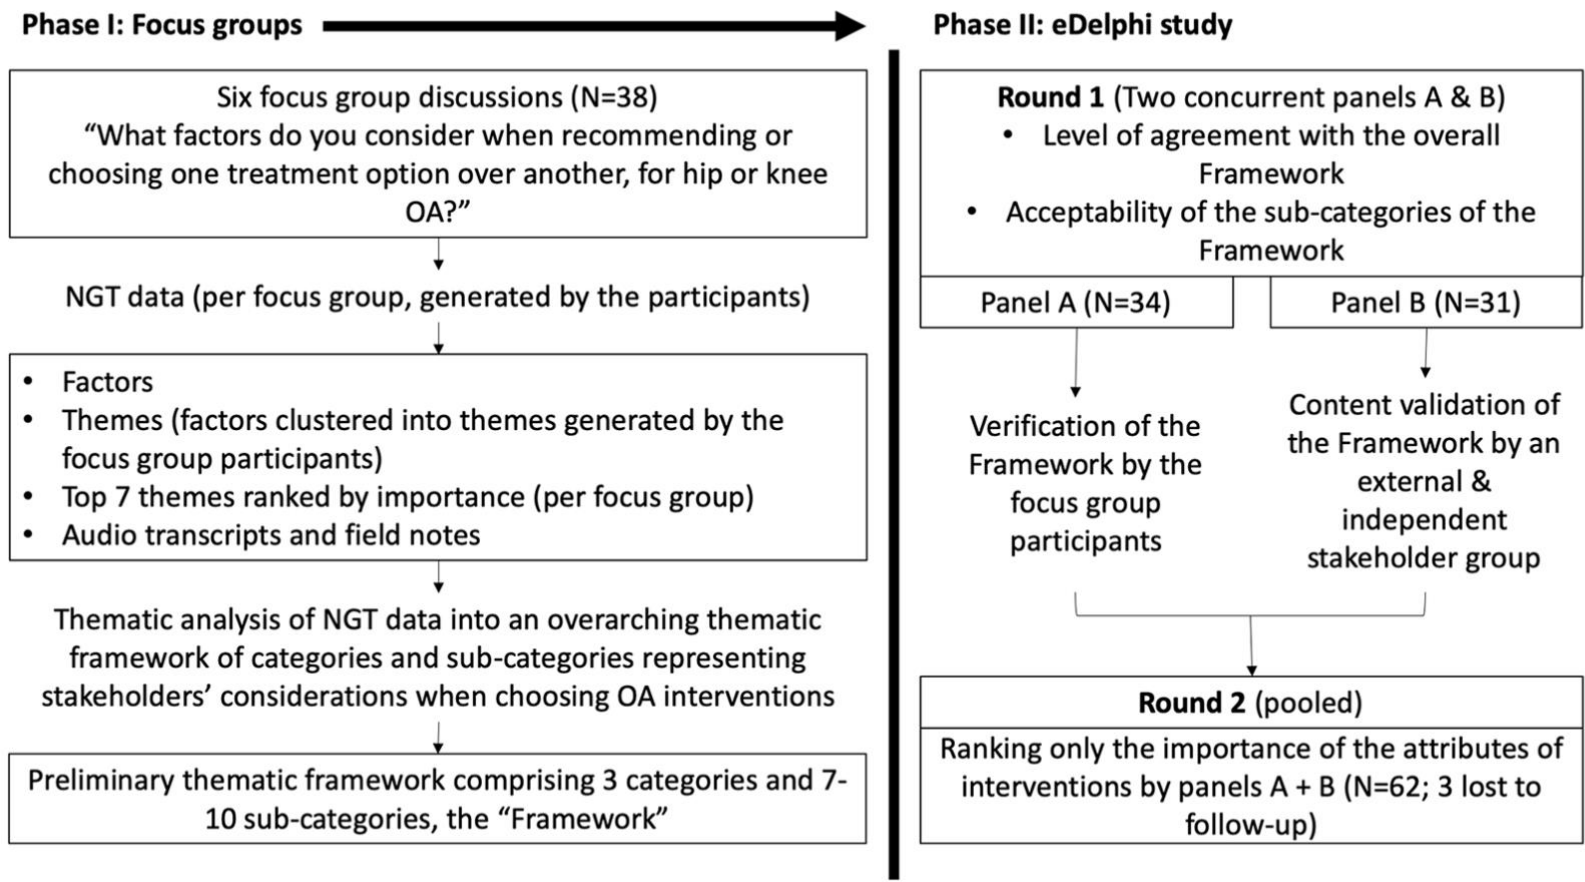 Phase I: Focus groups
Six focus group discussions (N=38)
“What factors do you consider when recommending or
choosing one treatment option over another, for hip or knee
OA?”
NGT data (per focus group, generated by the participants)
• Factors
• Themes (factors clustered into themes generated by the
focus group participants)
• Top 7 themes ranked by importance (per focus group)
• Audio transcripts and field notes
Thematic analysis of NGT data into an overarching thematic
framework of categories and sub-categories representing
stakeholders’ considerations when choosing OA interventions
Preliminary thematic framework comprising 3 categories and 7-
10 sub-categories, the “Framework”
Phase II: eDelphi study
Round 1 (Two concurrent panels A & B)
• Level of agreement with the overall
Framework
• Acceptability of the sub-categories of the
Framework
Panel A (N=34)
Verification of the
Framework by the
focus group
participants
Panel B (N=31)
Content validation of
the Framework by an
external &
independent
stakeholder group
Round 2 (pooled)
Ranking only the importance of the attributes of
interventions by panels A + B (N=62; 3 lost to
follow-up)